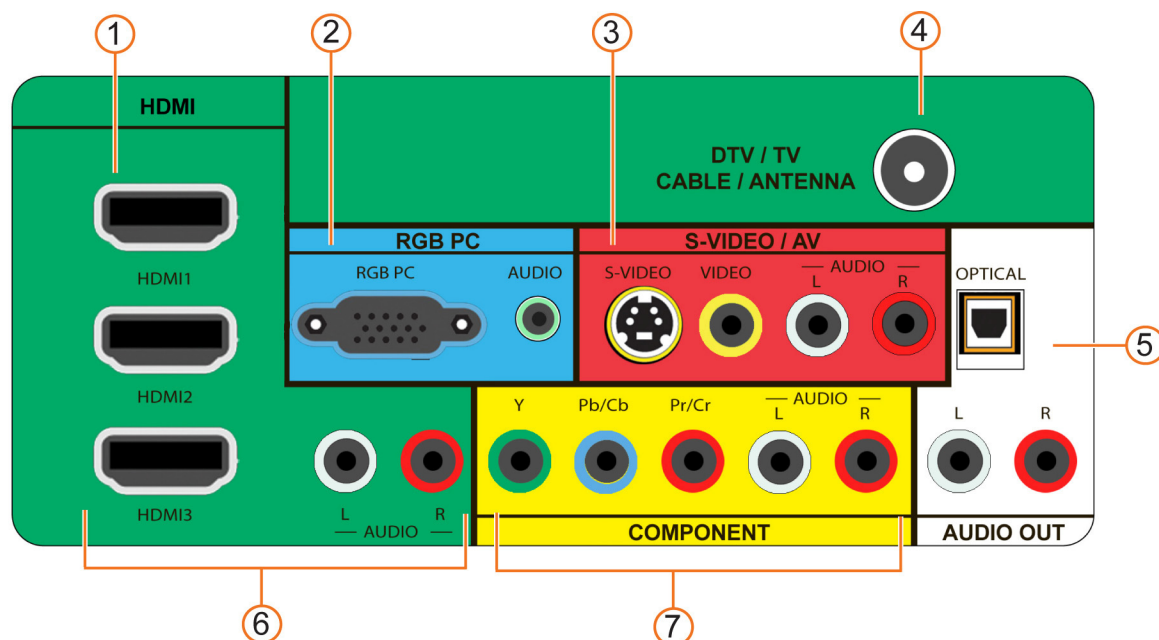 1
2
3
4
HDMI
DTV / TV
CABLE / ANTENNA
RGB PC
S-VIDEO / AV
RGB PC
AUDIO
S-VIDEO
VIDEO
AUDIO
L
R
OPTICAL
HDMI1
5
HDMI2
Y
Pb/Cb
Pr/Cr
AUDIO
L
R
L
R
HDMI3
L
R
AUDIO
COMPONENT
AUDIO OUT
6
7